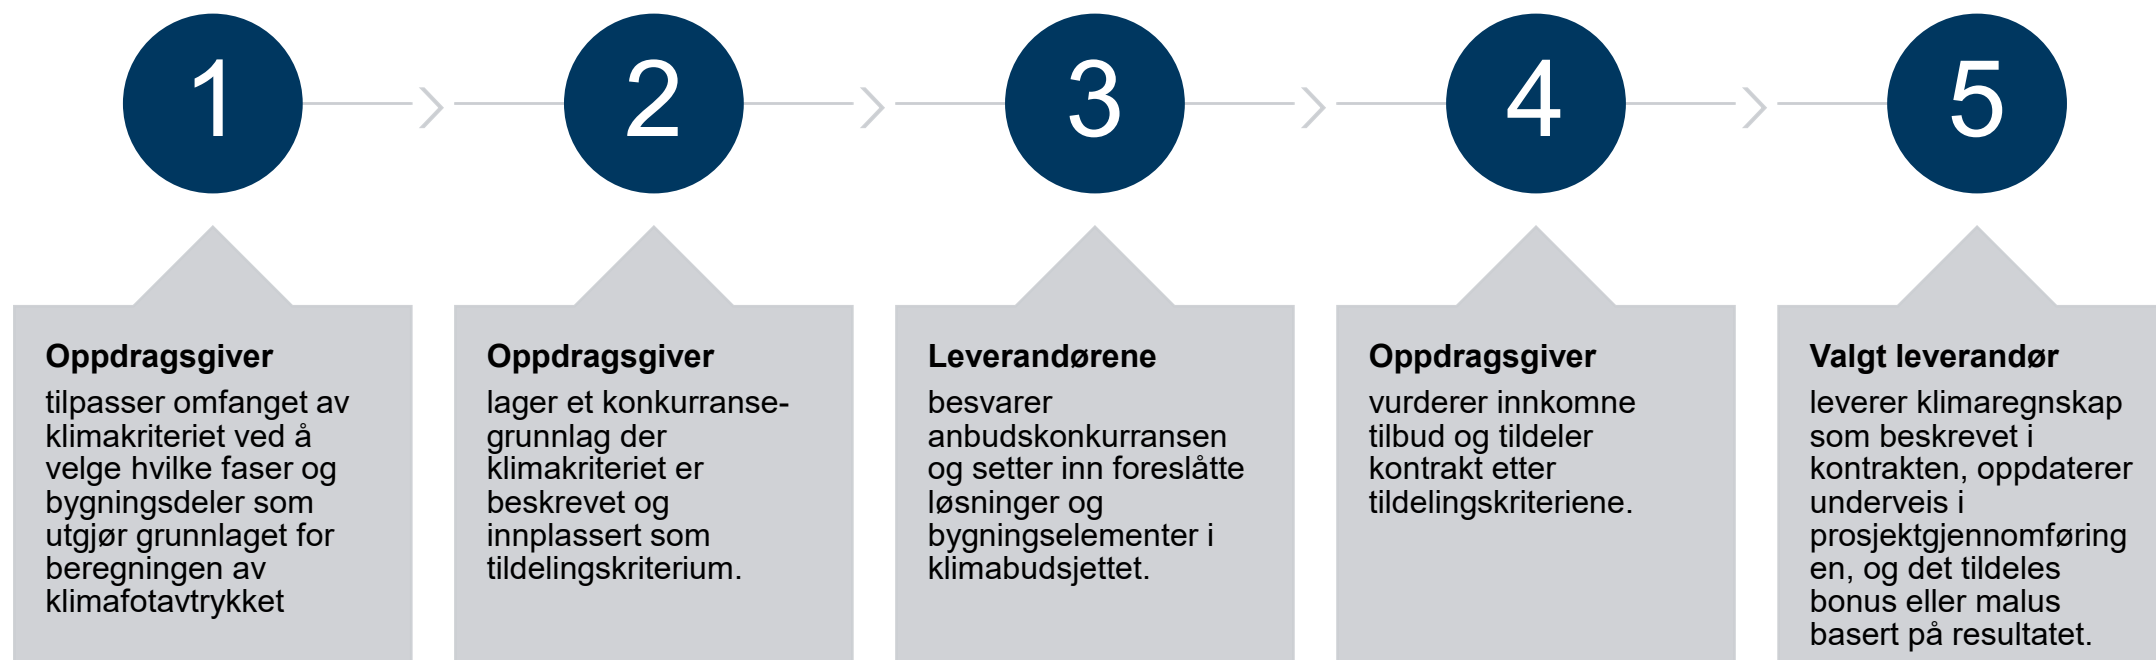 1
2
3
4
5
Oppdragsgiver
tilpasser omfanget av
klimakriteriet ved å
velge hvilke faser og
bygningsdeler som
utgjør grunnlaget for
beregningen av
klimafotavtrykket
Oppdragsgiver
lager et konkurranse-
grunnlag der
klimakriteriet er
beskrevet og
innplassert som
tildelingskriterium.
Leverandørene
besvarer
anbudskonkurransen
og setter inn foreslåtte
løsninger og
bygningselementer i
klimabudsjettet.
Oppdragsgiver
vurderer innkomne
tilbud og tildeler
kontrakt etter
tildelingskriteriene.
Valgt leverandør
leverer klimaregnskap
som beskrevet i
kontrakten, oppdaterer
underveis i
prosjektgjennomføring
en, og det tildeles
bonus eller malus
basert på resultatet.